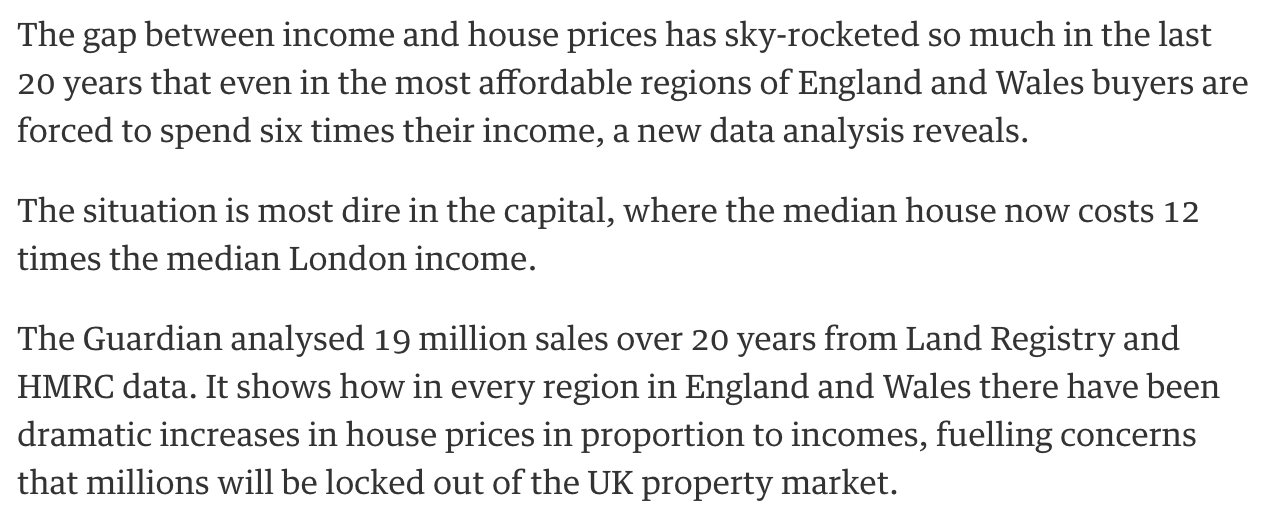 The gap between income and house prices has sky-rocketed so much in the last
20 years that even in the most affordable regions of England and Wales buyers are
forced to spend six times their income, a new data analysis reveals.
The situation is most dire in the capital, where the median house now costs 12
times the median London income.
The Guardian analysed 19 million sales over 20 years from Land Registry and
HMRC data. It shows how in every region in England and Wales there have been
dramatic increases in house prices in proportion to incomes, fuelling concerns
that millions will be locked out of the UK property market.